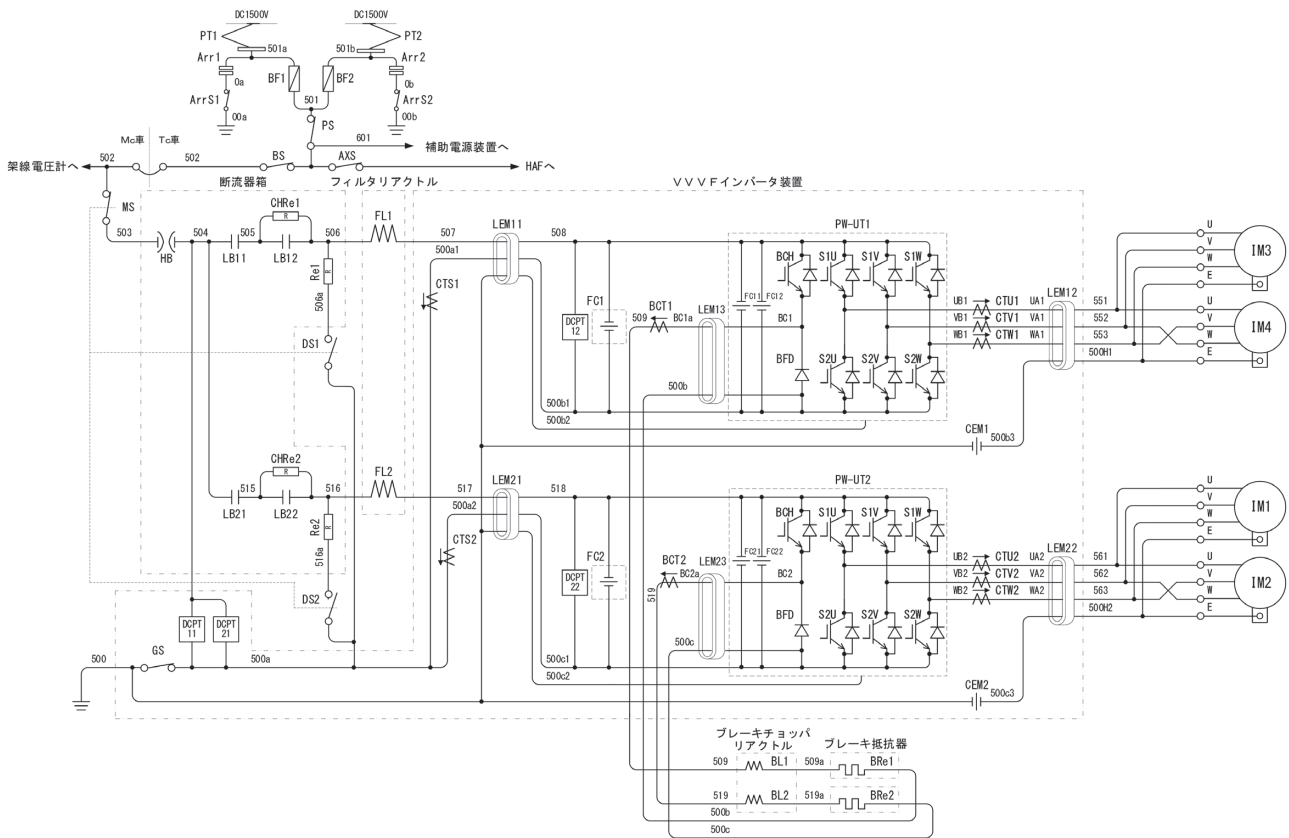 DC1500V DC1500V
PT1 PT2
501a 501b
Arr1 Arr2
BF1 BF2
0a 0b
501
ArrS1 ArrS2
00a 00b
PS
601
補助電源装置へ
Mc車 Tc車
架線電圧計へ 502 502 BS AXS HAFへ
断流器箱 フィルタリアクトル VVVFインバータ装置
MS
503 504 505 CHRe1 R 506 FL1 507 LEM11 508 PW-UT1
HB LB11 LB12
500a1
Re1 R
506a
CTS1
DS1
DCPT 12
FC1
FC11 FC12
BCH S1U S1V S1W
BCT1 LEM13
509 BC1a BC1
BFD S2U S2V S2W
500b
500b1
500b2
UB1 CTU1 UA1 LEM12 551
VB1 CTV1 VA1 552
WB1 CTW1 WA1 553
500H1
U
V
W
E
IM3
U
V
W
E
IM4
CEM1 500b3
515 CHRe2 R 516 FL2 517 LEM21 518 PW-UT2
LB21 LB22
500a2
Re2 R
516a
CTS2
DS2
DCPT 22
FC2
FC21 FC22
BCH S1U S1V S1W
BCT2 LEM23
519 BC2a BC2
BFD S2U S2V S2W
500c
500c1
500c2
UB2 CTU2 UA2 LEM22 561
VB2 CTV2 VA2 562
WB2 CTW2 WA2 563
500H2
U
V
W
E
IM1
U
V
W
E
IM2
CEM2 500c3
DCPT 11 DCPT 21
500 GS 500a
ブレーキチョッパ
リアクトル
ブレーキ抵抗器
509 BL1 509a BRe1
519 BL2 519a BRe2
500b
500c